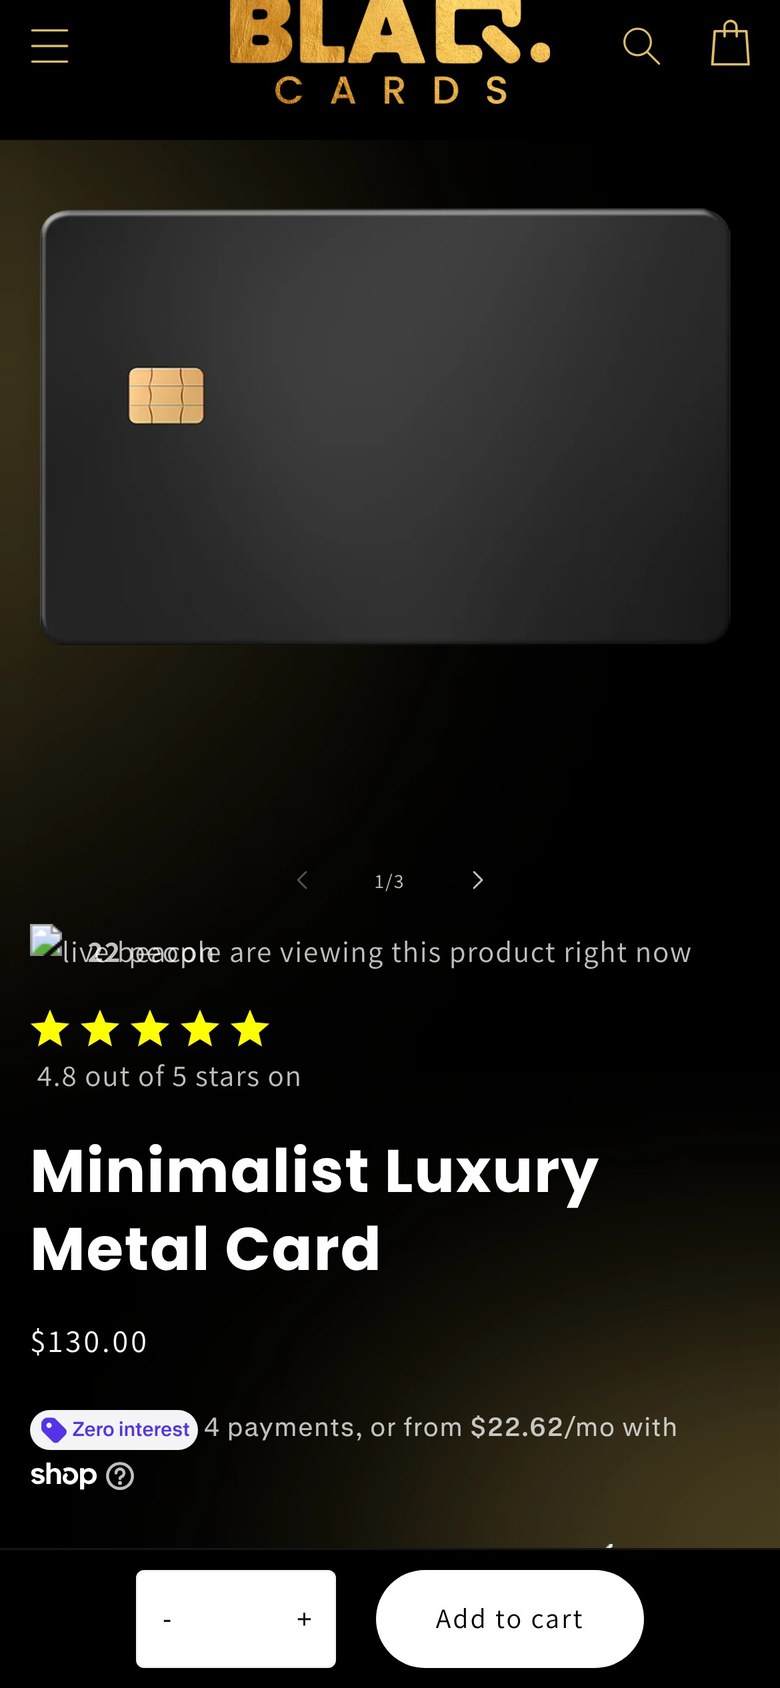 BLAQ.
CARDS
1/3
22 people are viewing this product right now
live beacon
4.8 out of 5 stars on
Minimalist Luxury
Metal Card
$130.00
Zero interest 4 payments, or from $22.62/mo with
shop ?
- +
Add to cart